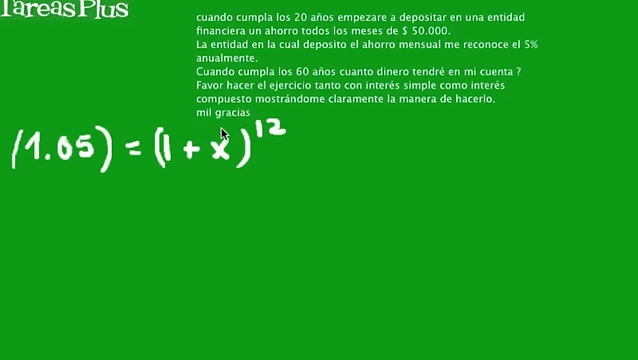 TareasPlus
cuando cumpla los 20 años empezare a depositar en una entidad
financiera un ahorro todos los meses de $ 50.000.
La entidad en la cual deposito el ahorro mensual me reconoce el 5%
anualmente.
Cuando cumpla los 60 años cuanto dinero tendré en mi cuenta ?
Favor hacer el ejercicio tanto con interés simple como interés
compuesto mostrándome claramente la manera de hacerlo.
mil gracias
(1.05) = (1 + x)^12